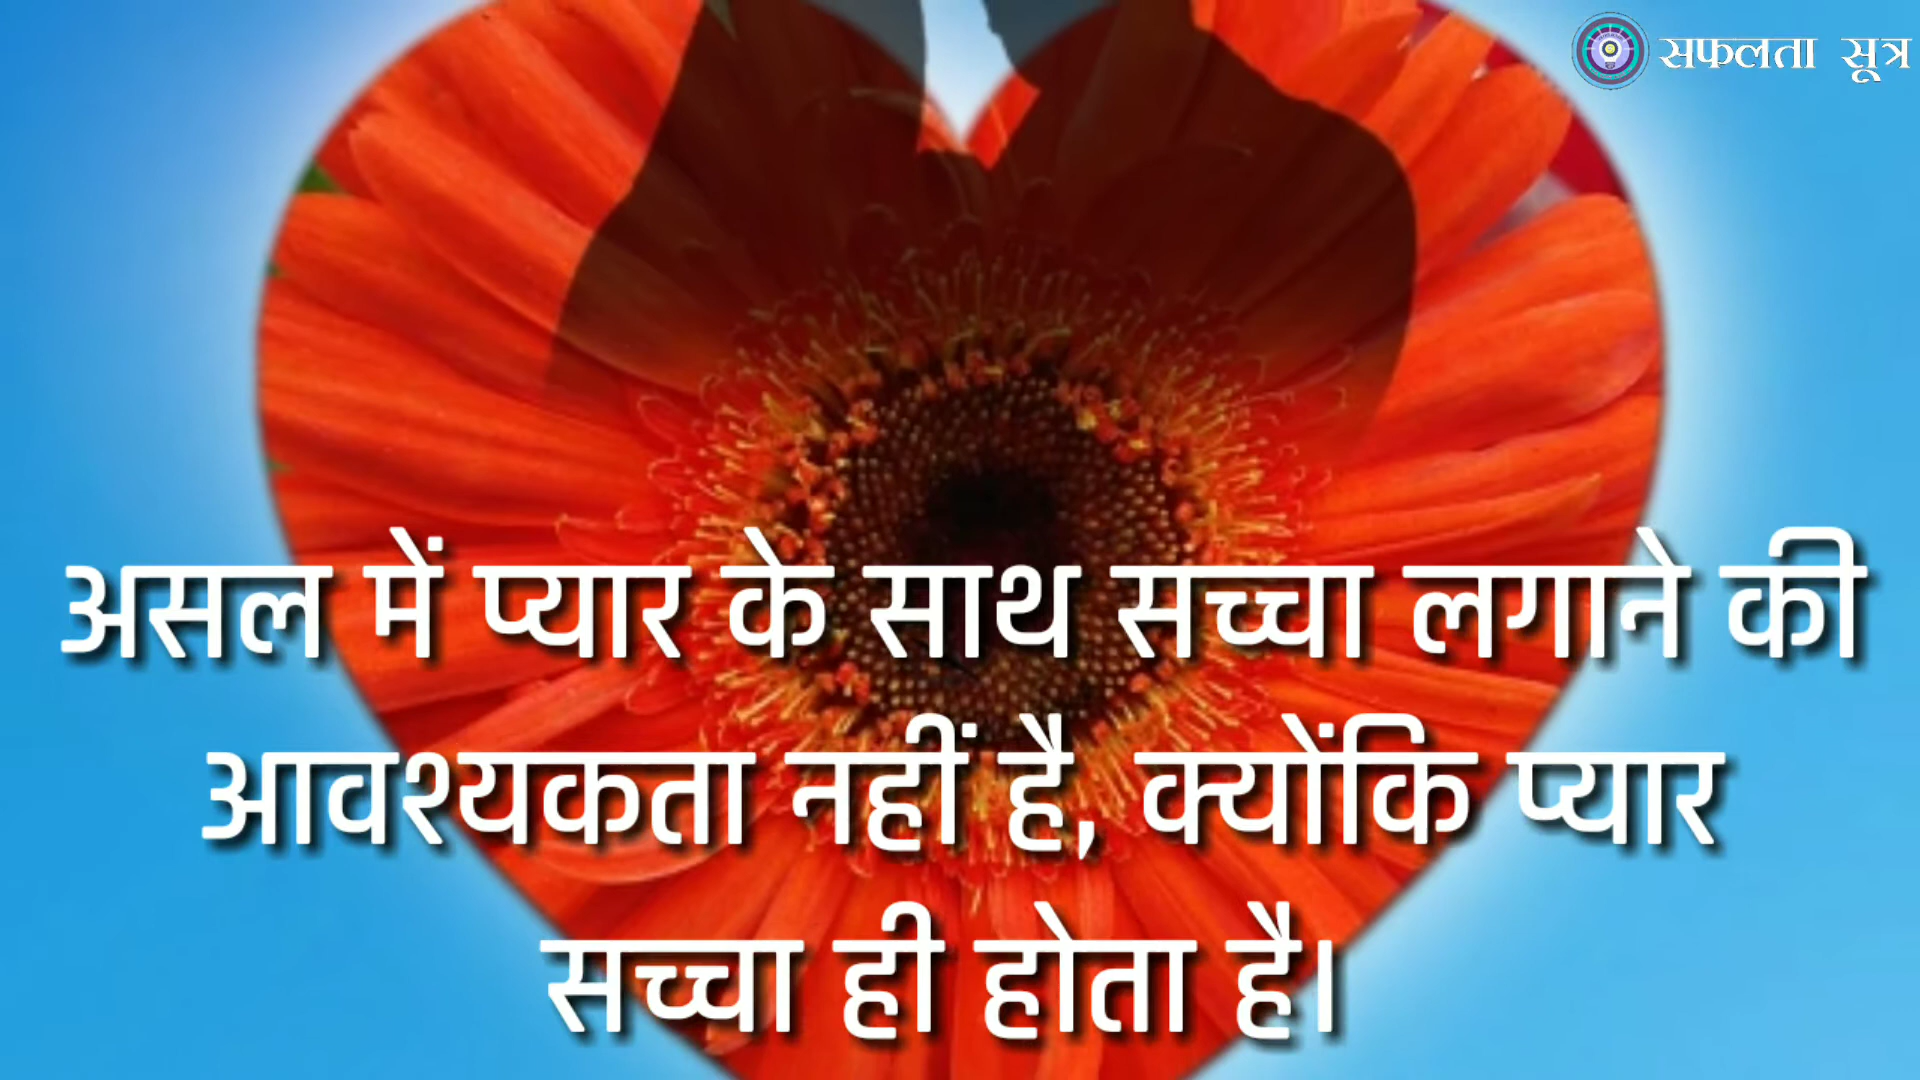 सफलता सूत्र
असल में प्यार के साथ सच्चा लगाने की
आवश्यकता नहीं है, क्योंकि प्यार
सच्चा ही होता है।